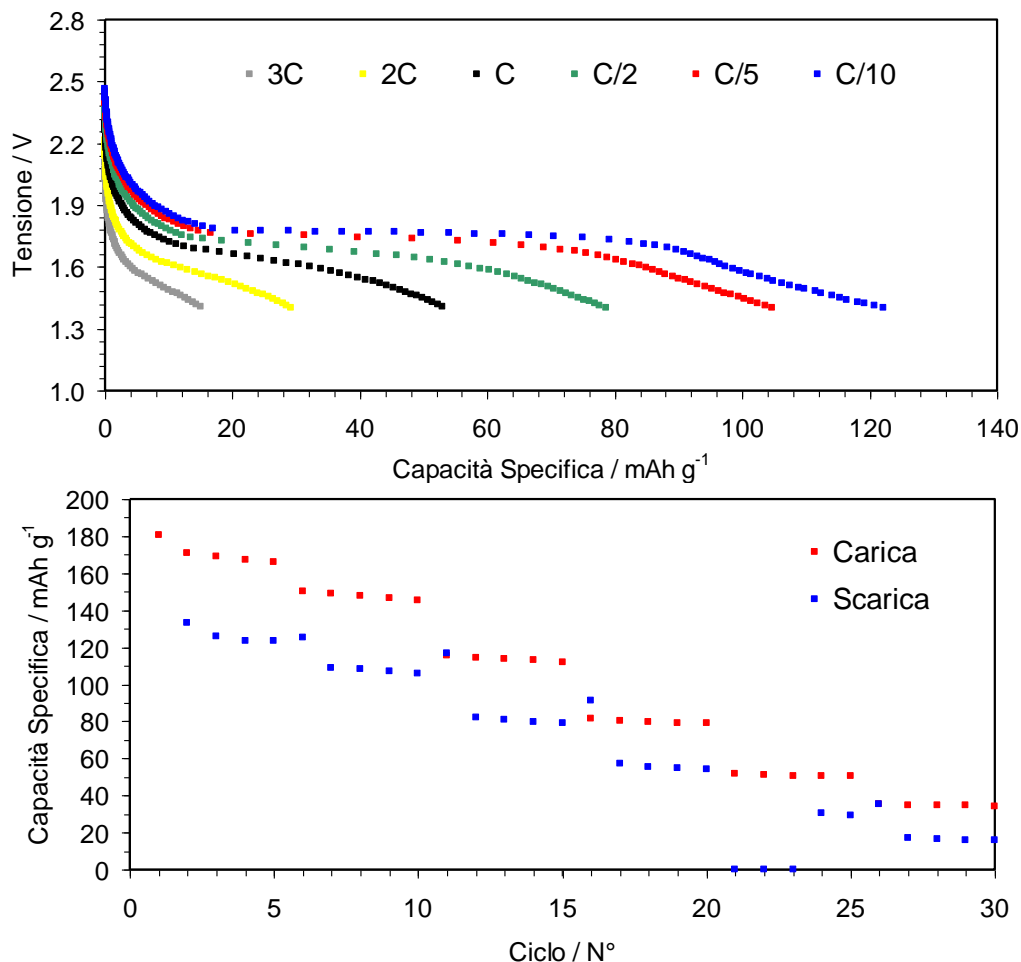 2.8
2.5
2.2
1.9
1.6
1.3
1.0
Tensione / V
3C 2C C C/2 C/5 C/10
0 20 40 60 80 100 120 140
Capacità Specifica / mAh g⁻¹
200
180
160
140
120
100
80
60
40
20
0
Capacità Specifica / mAh g⁻¹
Carica
Scarica
0 5 10 15 20 25 30
Ciclo / N°